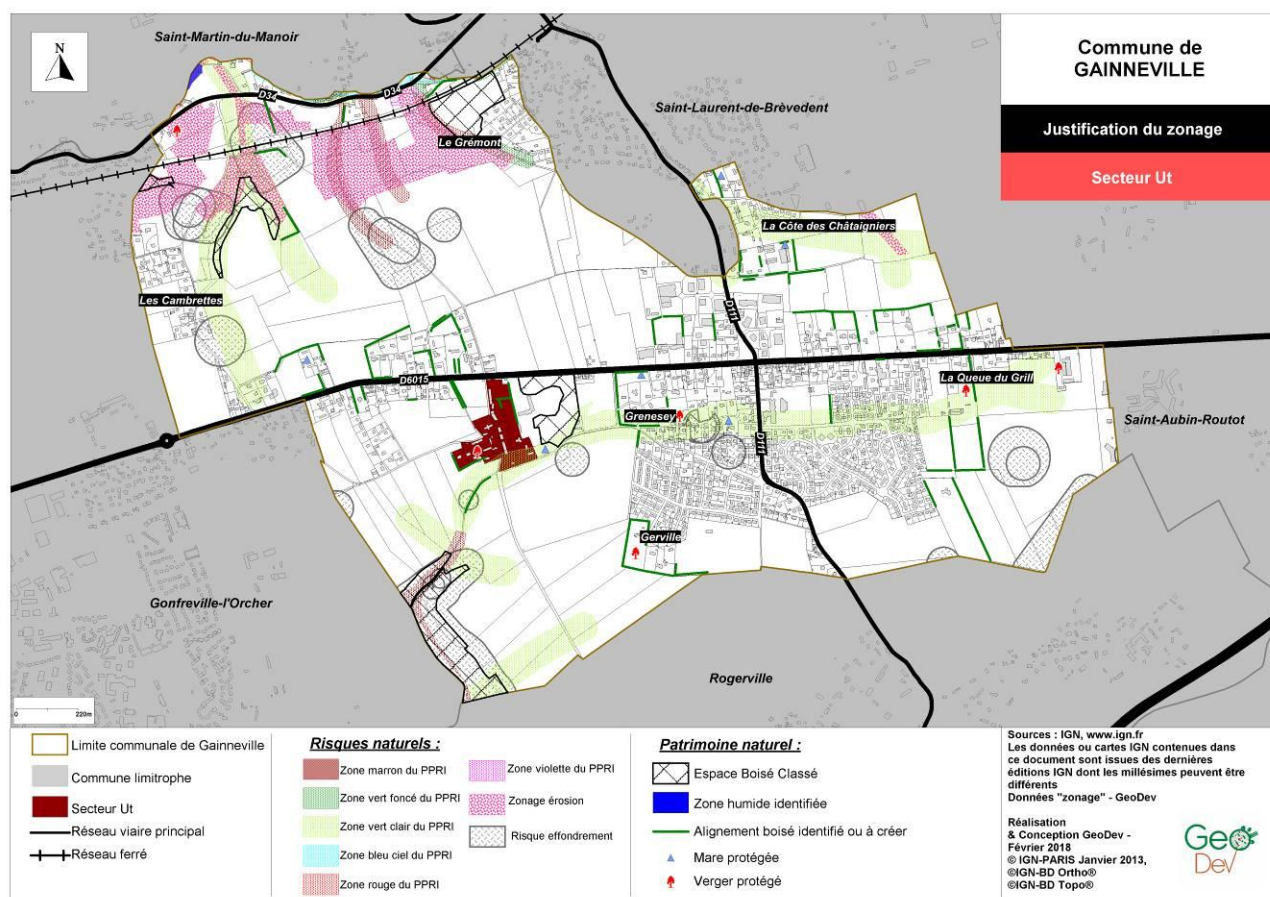 Commune de
GAINNEVILLE
Justification du zonage
Secteur Ut
N
Saint-Martin-du-Manoir
D34
D34
Saint-Laurent-de-Brèvedent
Le Grémont
La Côte des Châtaigniers
Les Cambrettes
D111
D6015
La Queue du Grill
Grenesey
Saint-Aubin-Routot
D111
Gerville
Gonfreville-l'Orcher
Rogerville
0 220m
Limite communale de Gainneville
Commune limitrophe
Secteur Ut
Réseau viaire principal
Réseau ferré
Risques naturels :
Zone marron du PPRI
Zone vert foncé du PPRI
Zone vert clair du PPRI
Zone bleu ciel du PPRI
Zone rouge du PPRI
Zone violette du PPRI
Zonage érosion
Risque effondrement
Patrimoine naturel :
Espace Boisé Classé
Zone humide identifiée
Alignement boisé identifié ou à créer
Mare protégée
Verger protégé
Sources : IGN, www.ign.fr
Les données ou cartes IGN contenues dans
ce document sont issues des dernières
éditions IGN dont les millésimes peuvent être
différents
Données "zonage" - GeoDev
Réalisation
& Conception GeoDev -
Février 2018
© IGN-PARIS Janvier 2013,
©IGN-BD Ortho®
©IGN-BD Topo®
Geo
Dev